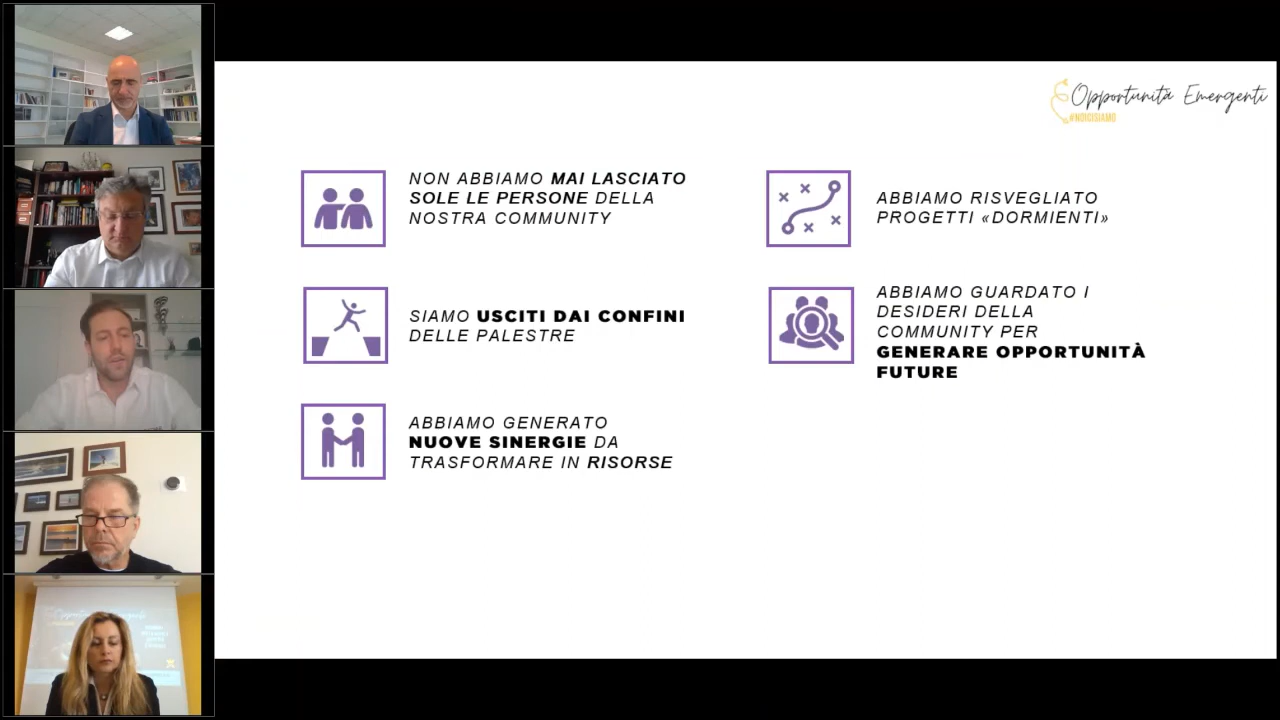 Opportunità Emergenti
#NOICISIAMO
NON ABBIAMO MAI LASCIATO
SOLE LE PERSONE DELLA
NOSTRA COMMUNITY
SIAMO USCITI DAI CONFINI
DELLE PALESTRE
ABBIAMO GENERATO
NUOVE SINERGIE DA
TRASFORMARE IN RISORSE
ABBIAMO RISVEGLIATO
PROGETTI «DORMIENTI»
ABBIAMO GUARDATO I
DESIDERI DELLA
COMMUNITY PER
GENERARE OPPORTUNITÀ
FUTURE